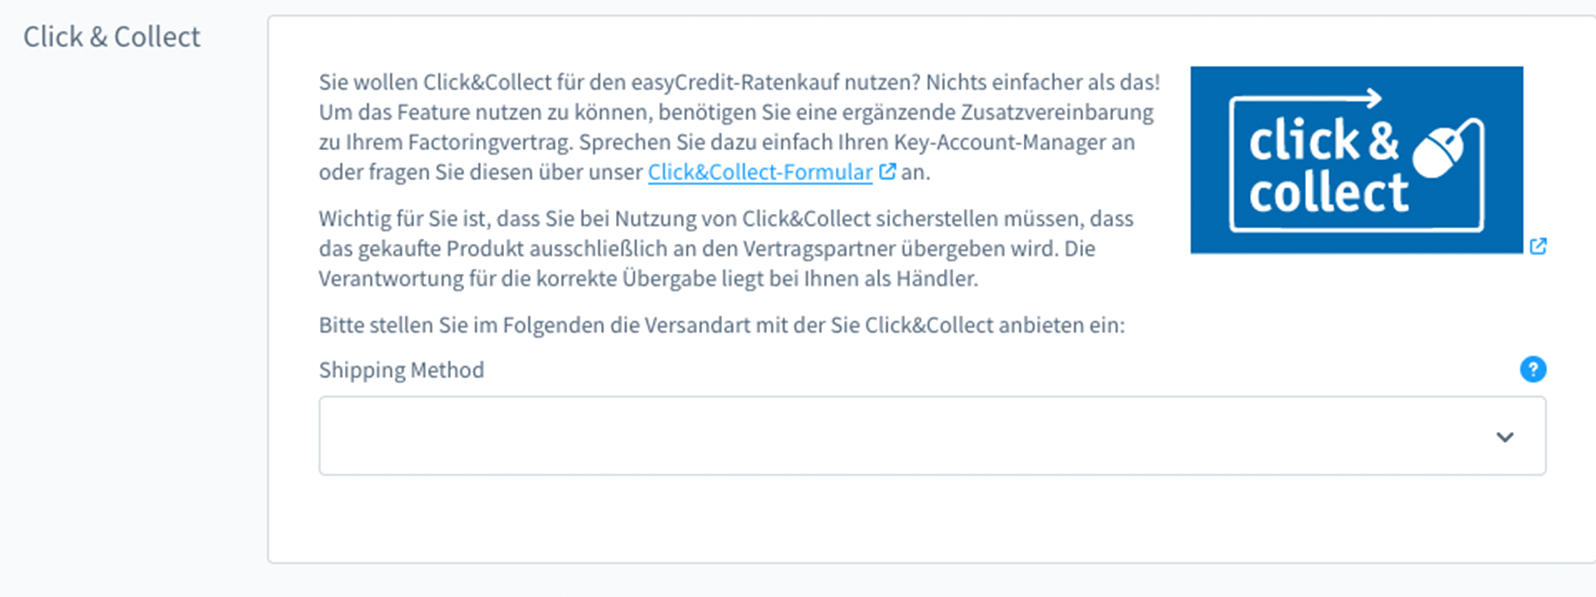 Click & Collect
Sie wollen Click&Collect für den easyCredit-Ratenkauf nutzen? Nichts einfacher als das!
Um das Feature nutzen zu können, benötigen Sie eine ergänzende Zusatzvereinbarung
zu Ihrem Factoringvertrag. Sprechen Sie dazu einfach Ihren Key-Account-Manager an
oder fragen Sie diesen über unser Click&Collect-Formular an.
click &
collect
Wichtig für Sie ist, dass Sie bei Nutzung von Click&Collect sicherstellen müssen, dass
das gekaufte Produkt ausschließlich an den Vertragspartner übergeben wird. Die
Verantwortung für die korrekte Übergabe liegt bei Ihnen als Händler.
Bitte stellen Sie im Folgenden die Versandart mit der Sie Click&Collect anbieten ein:
Shipping Method
?